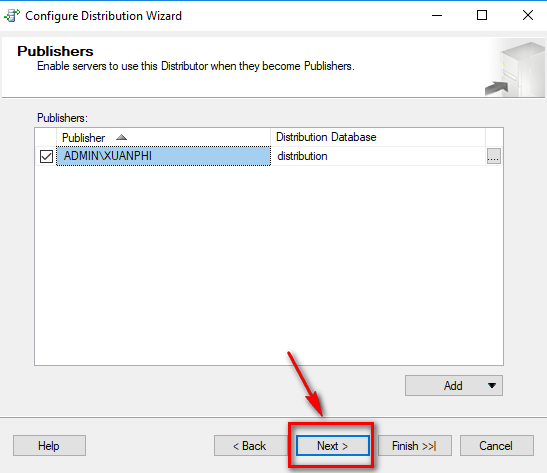 Configure Distribution Wizard
Publishers
Enable servers to use this Distributor when they become Publishers.
Publishers:
Publisher Distribution Database
ADMIN\XUANPHI distribution ...
Add
Help < Back Next > Finish >>| Cancel